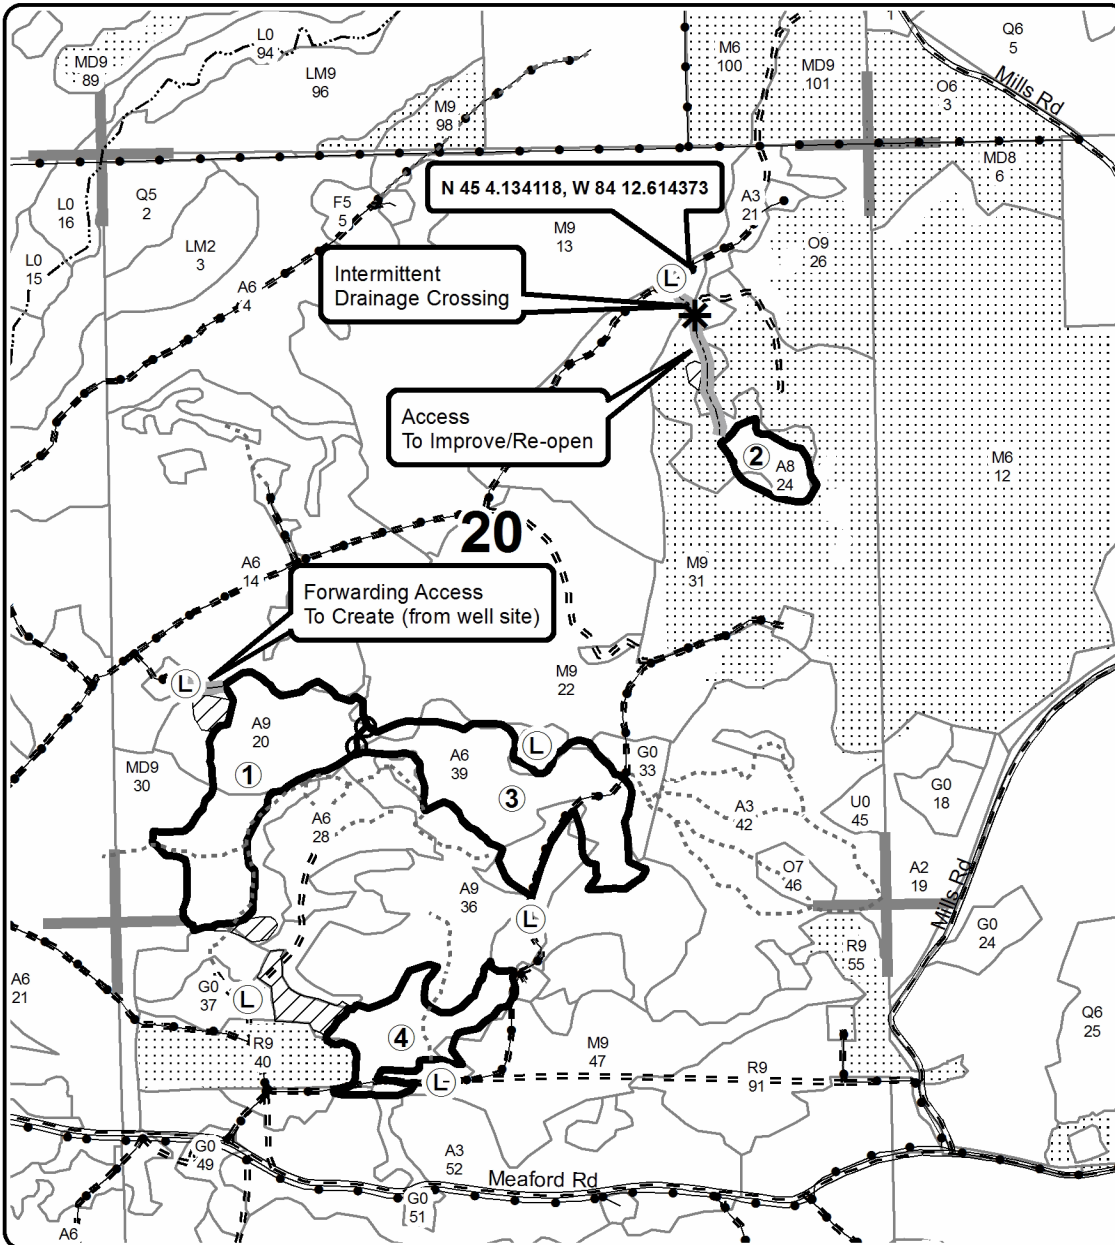 L0
94
Q6
5
MD9
89
LM9
96
M6
100
MD9
101
Mills Rd
O6
3
M9
98
MD8
6
N 45 4.134118, W 84 12.614373
L0
16
Q5
2
F5
5
A3
21
M9
13
LM2
3
O9
26
L0
15
Intermittent
Drainage Crossing
L
A6
4
Access
To Improve/Re-open
2
A8
24
M6
12
20
A6
14
M9
31
Forwarding Access
To Create (from well site)
M9
22
L
A9
20
L
A6
39
G0
33
MD9
30
1
3
G0
18
A3
42
U0
45
A6
28
O7
46
A2
19
Mills Rd
A9
36
L
G0
24
R9
55
A6
21
G0
37
L
Q6
25
4
R9
40
M9
47
R9
91
L
G0
49
A3
52
Meaford Rd
G0
51
A6